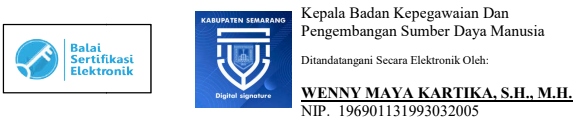 Balai
Sertifikasi
Elektronik
KABUPATEN SEMARANG
Digital signature
Kepala Badan Kepegawaian Dan
Pengembangan Sumber Daya Manusia
Ditandatangani Secara Elektronik Oleh:
WENNY MAYA KARTIKA, S.H., M.H.
NIP. 196901131993032005